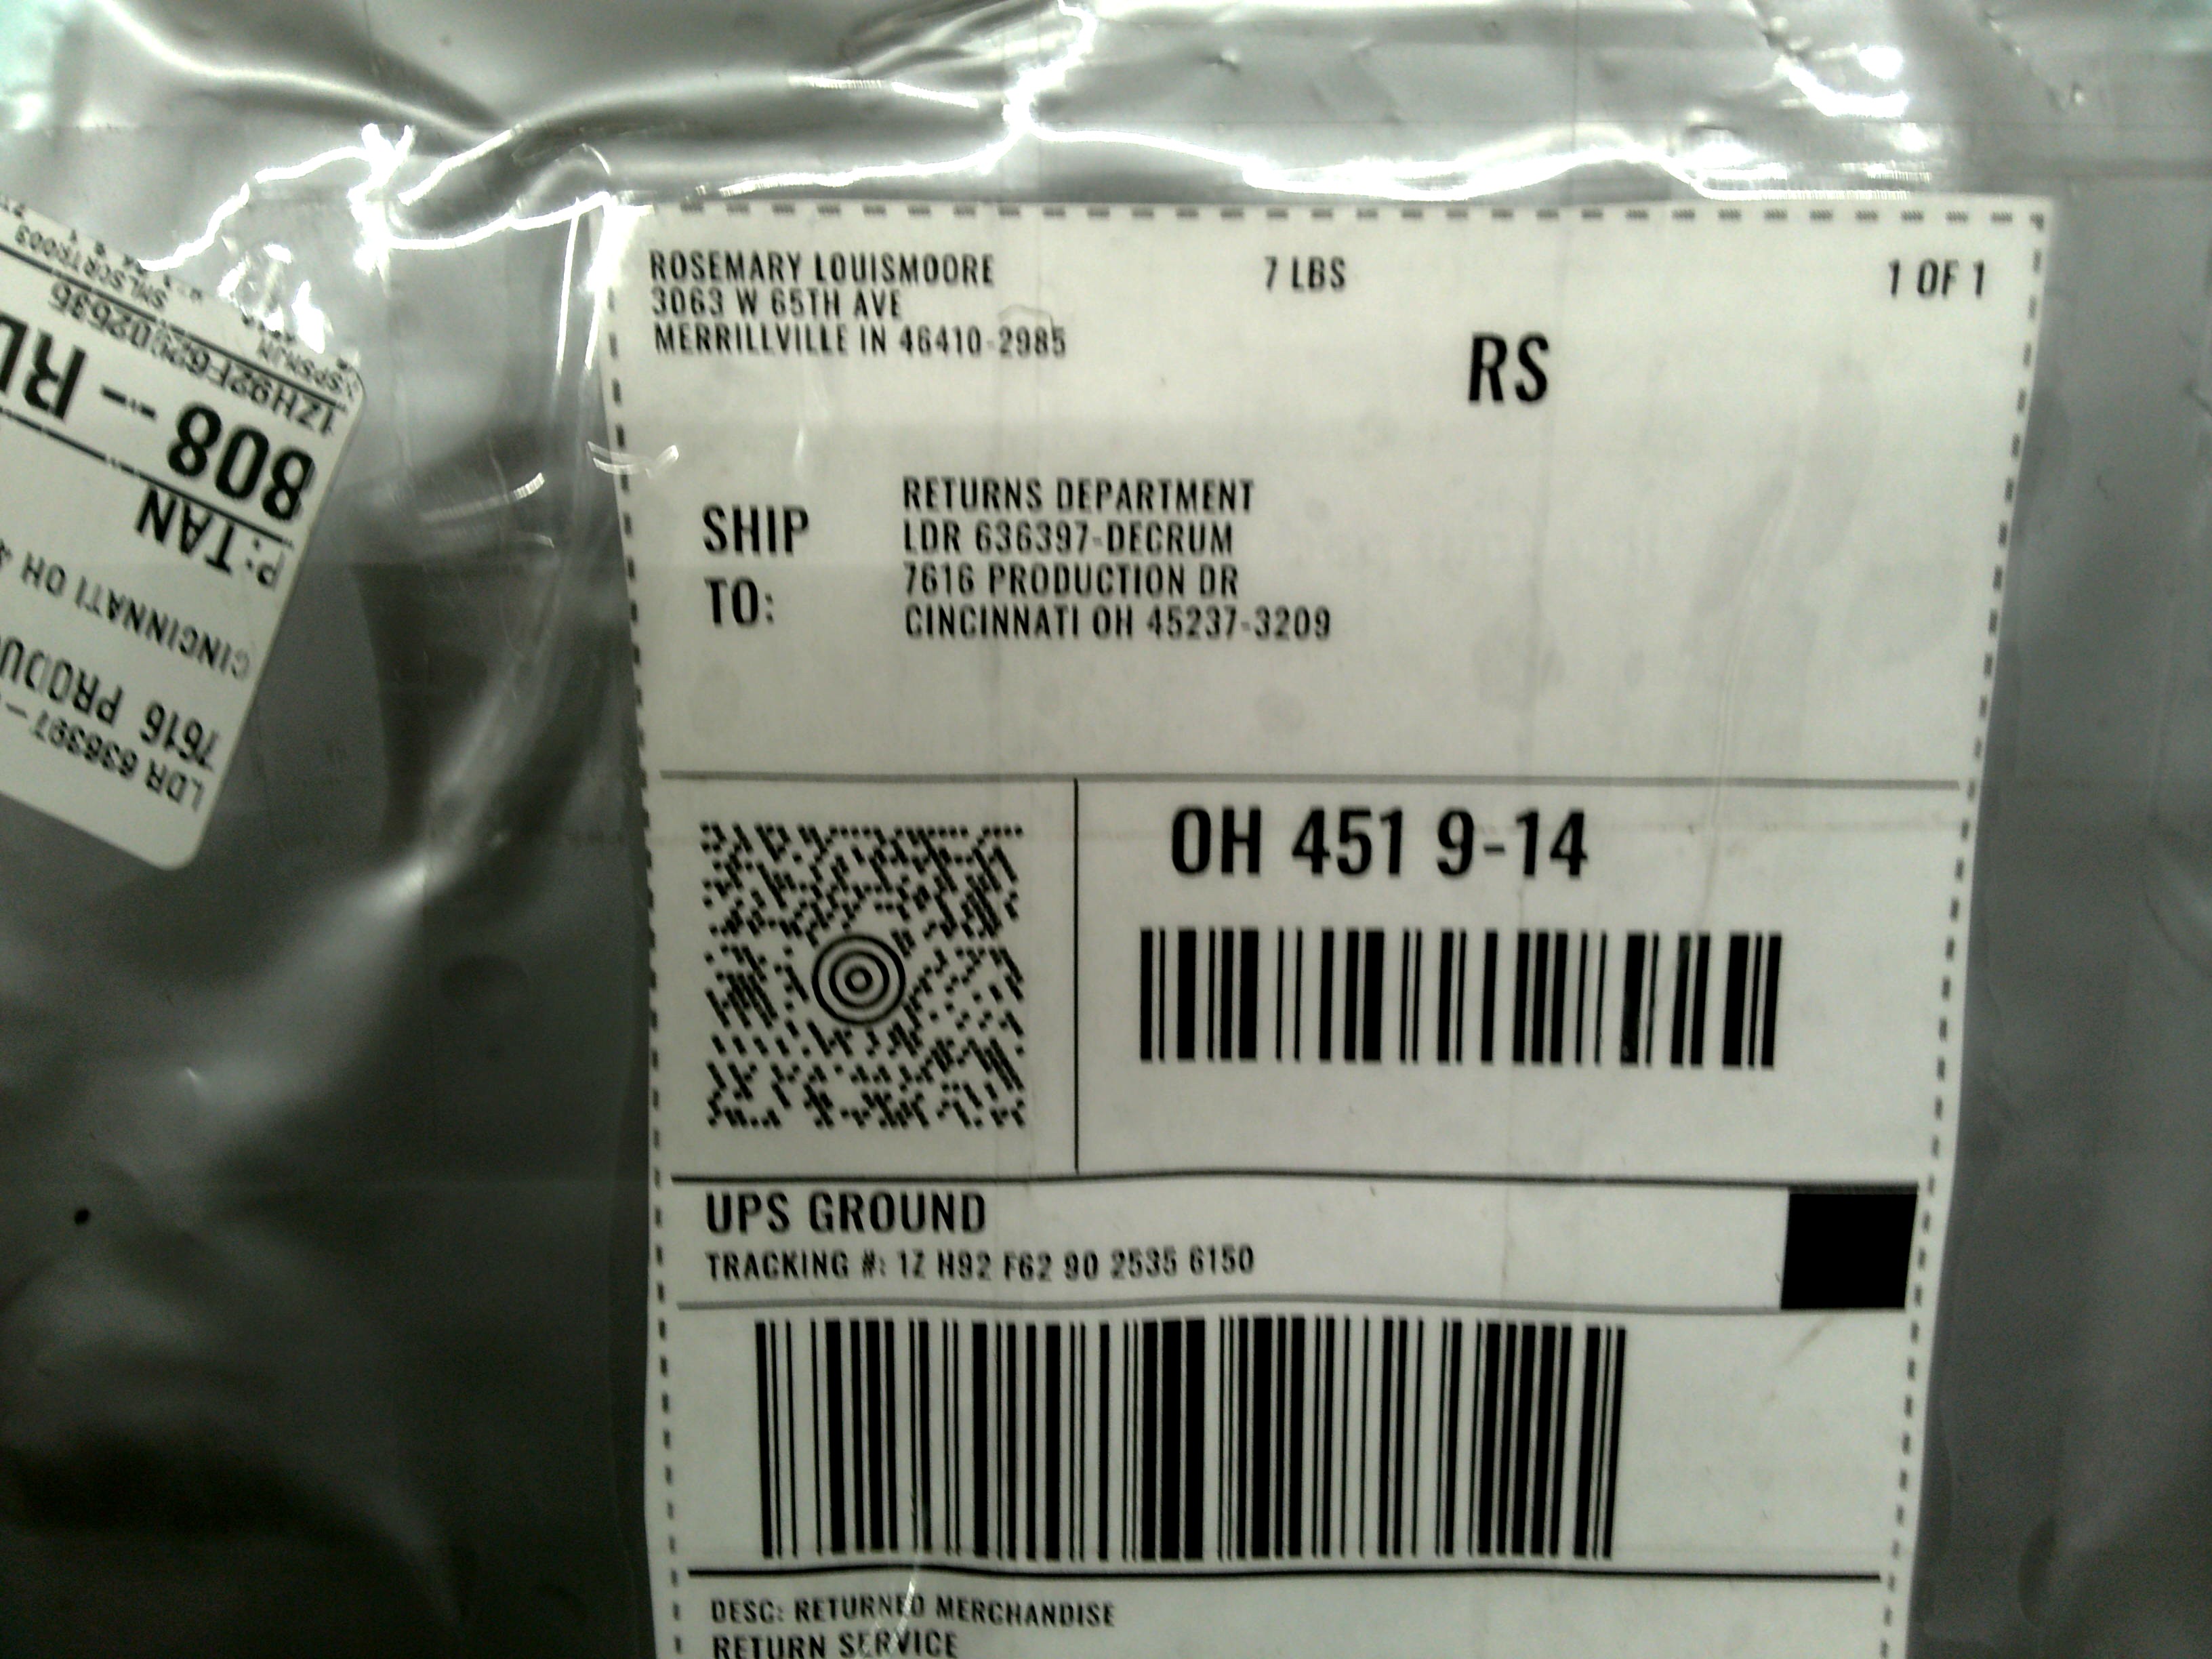 ROSEMARY LOUISMOORE
3063 W 65TH AVE
MERRILLVILLE IN 46410-2985
7 LBS
1 OF 1
RS
SHIP TO:
RETURNS DEPARTMENT
LDR 636397-DECRUM
7616 PRODUCTION DR
CINCINNATI OH 45237-3209
OH 451 9-14
UPS GROUND
TRACKING #: 1Z H92 F62 90 2535 6150
DESC: RETURNED MERCHANDISE
RETURN SERVICE
LDR 636397-
7616 PRODU
CINCINNATI OH
P: TAN
808 -- RE